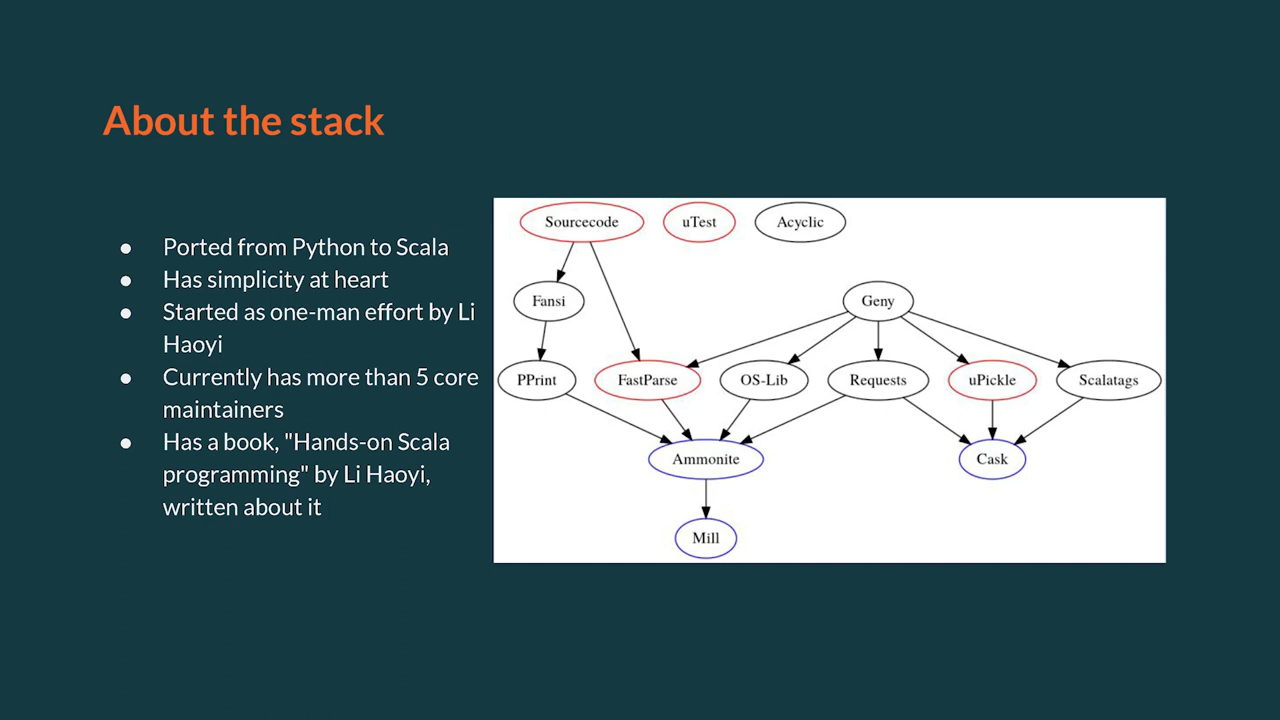 About the stack
● Ported from Python to Scala
● Has simplicity at heart
● Started as one-man effort by Li
Haoyi
● Currently has more than 5 core
maintainers
● Has a book, "Hands-on Scala
programming" by Li Haoyi,
written about it
Sourcecode uTest Acyclic
Fansi Geny
PPrint FastParse OS-Lib Requests uPickle Scalatags
Ammonite Cask
Mill